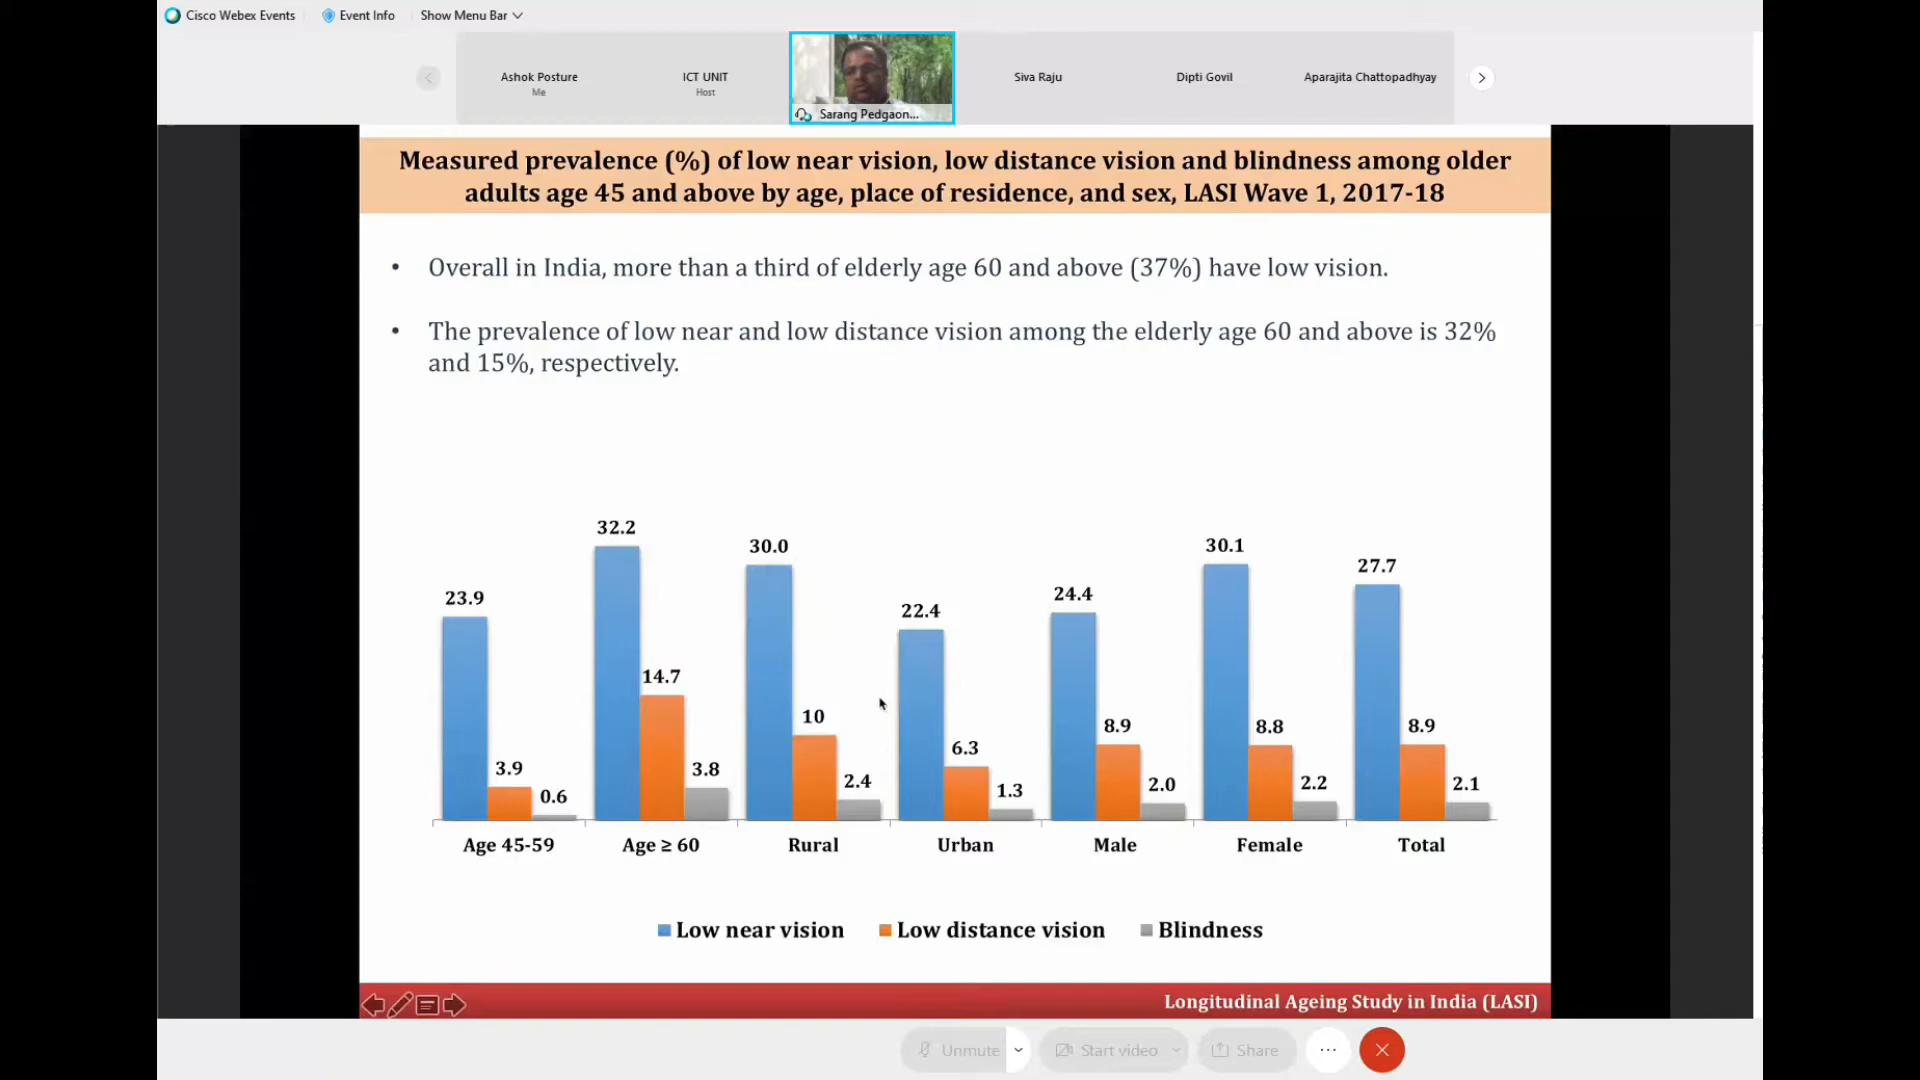 Cisco Webex Events
Event Info
Show Menu Bar
Ashok Posture
Me
ICT UNIT
Host
Sarang Pedgaon...
Siva Raju
Dipti Govil
Aparajita Chattopadhyay
Measured prevalence (%) of low near vision, low distance vision and blindness among older
adults age 45 and above by age, place of residence, and sex, LASI Wave 1, 2017-18
• Overall in India, more than a third of elderly age 60 and above (37%) have low vision.
• The prevalence of low near and low distance vision among the elderly age 60 and above is 32%
and 15%, respectively.
23.9 3.9 0.6
32.2 14.7 3.8
30.0 10 2.4
22.4 6.3 1.3
24.4 8.9 2.0
30.1 8.8 2.2
27.7 8.9 2.1
Age 45-59 Age ≥ 60 Rural Urban Male Female Total
Low near vision Low distance vision Blindness
Longitudinal Ageing Study in India (LASI)
Unmute
Start video
Share